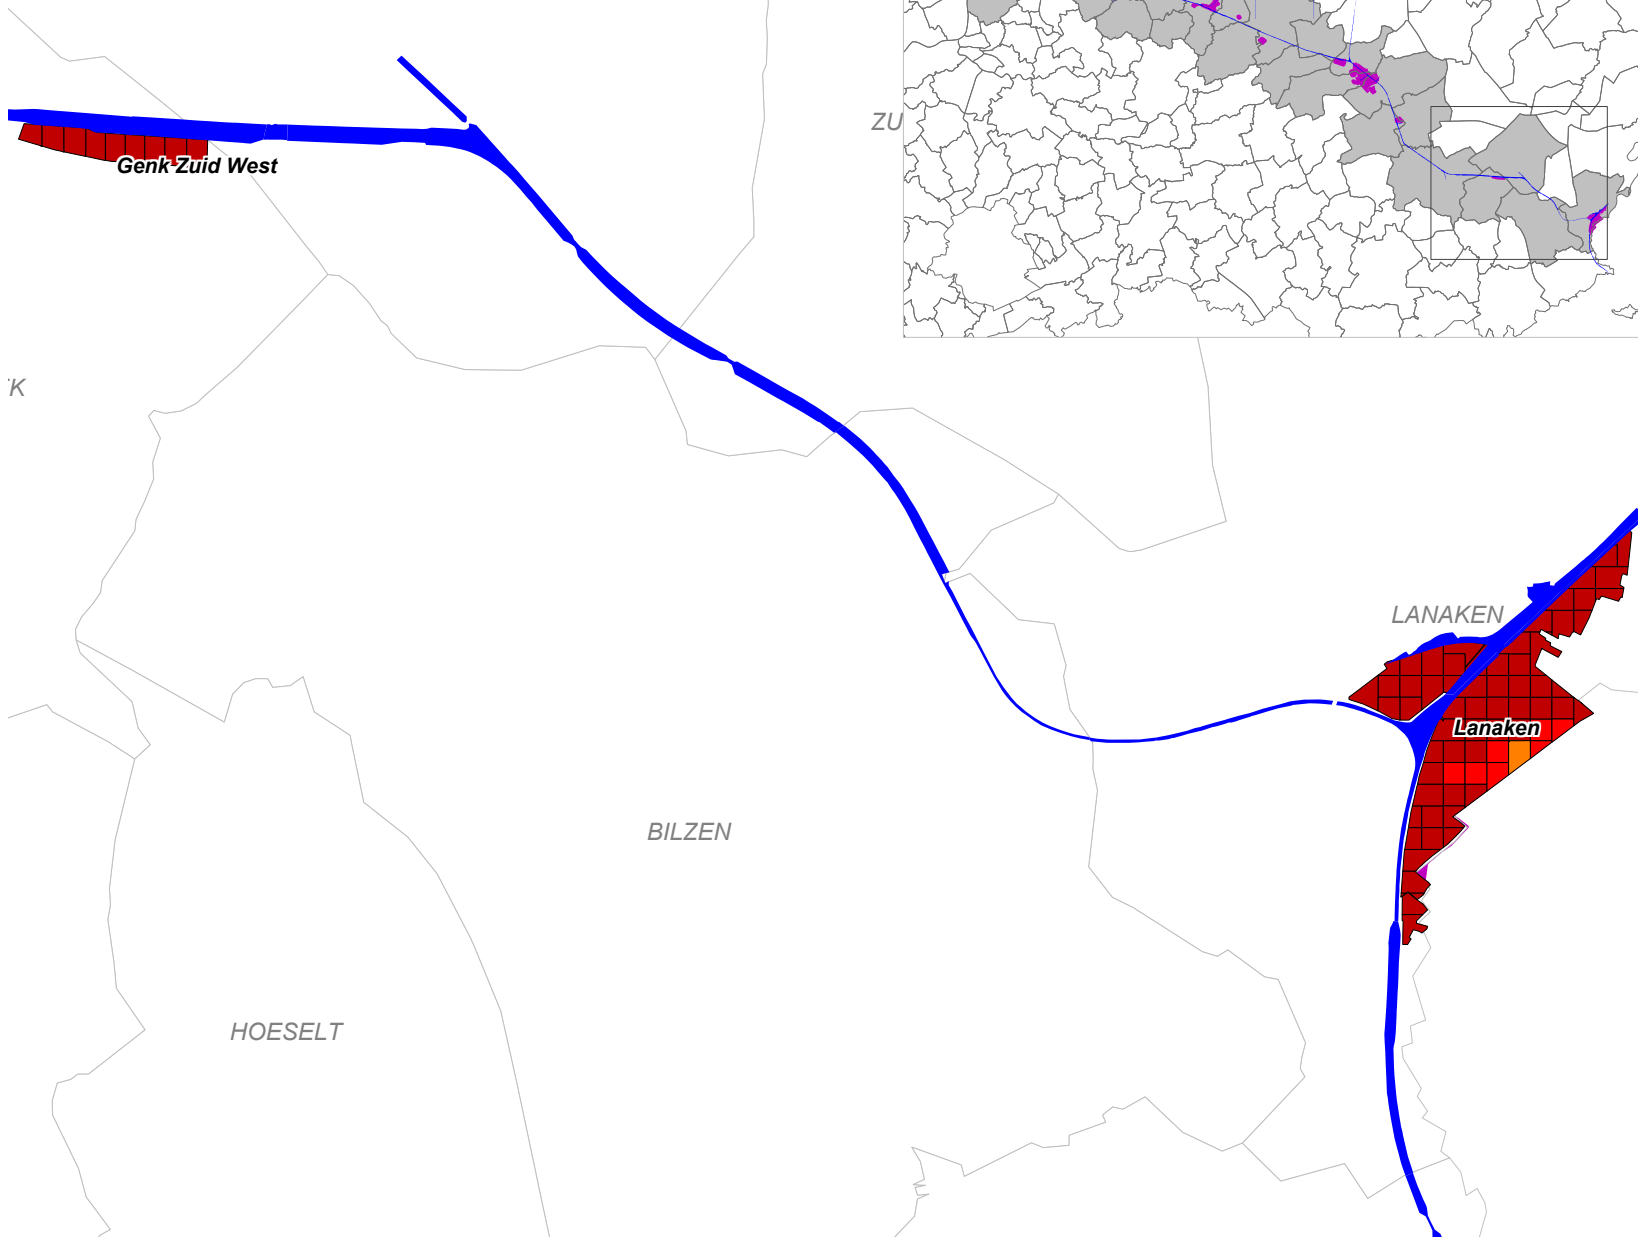 ZU
Genk Zuid West
K
LANAKEN
Lanaken
BILZEN
HOESELT